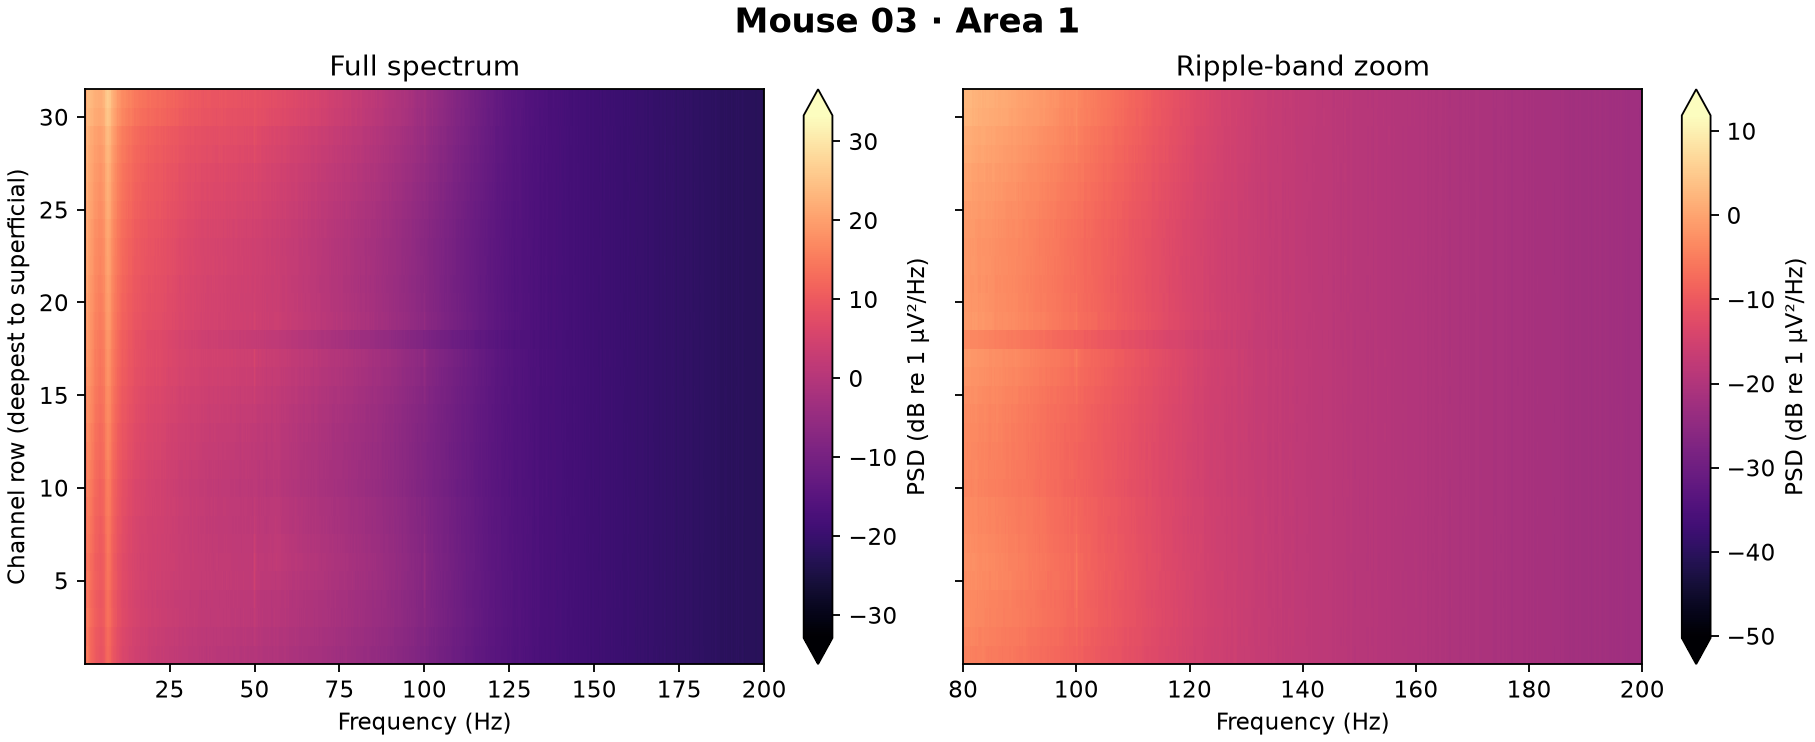 Mouse 03 · Area 1
Full spectrum
Channel row (deepest to superficial)
30
25
20
15
10
5
25 50 75 100 125 150 175 200
Frequency (Hz)
30
20
10
0
−10
−20
−30
PSD (dB re 1 µV²/Hz)
Ripple-band zoom
80 100 120 140 160 180 200
Frequency (Hz)
10
0
−10
−20
−30
−40
−50
PSD (dB re 1 µV²/Hz)